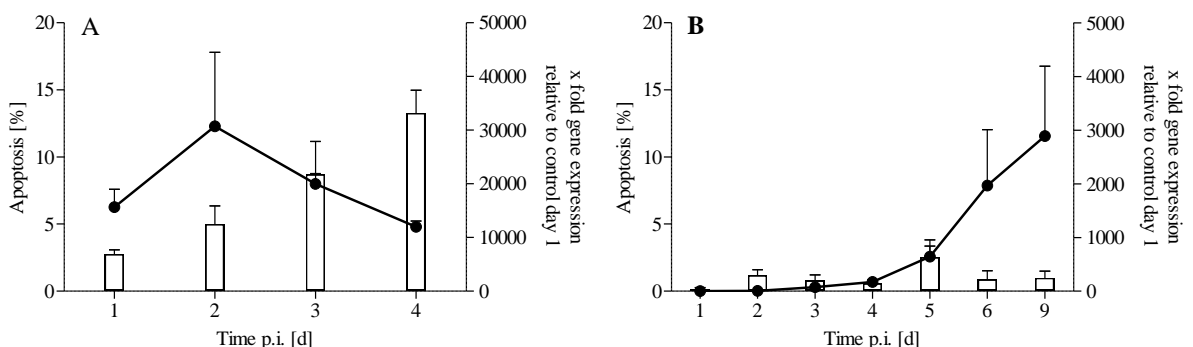 A
20
15
10
5
0
Apoptosis [%]
50000
40000
30000
20000
10000
0
x fold gene expression
relative to control day 1
1 2 3 4
Time p.i. [d]
B
20
15
10
5
0
Apoptosis [%]
5000
4000
3000
2000
1000
0
x fold gene expression
relative to control day 1
1 2 3 4 5 6 9
Time p.i. [d]